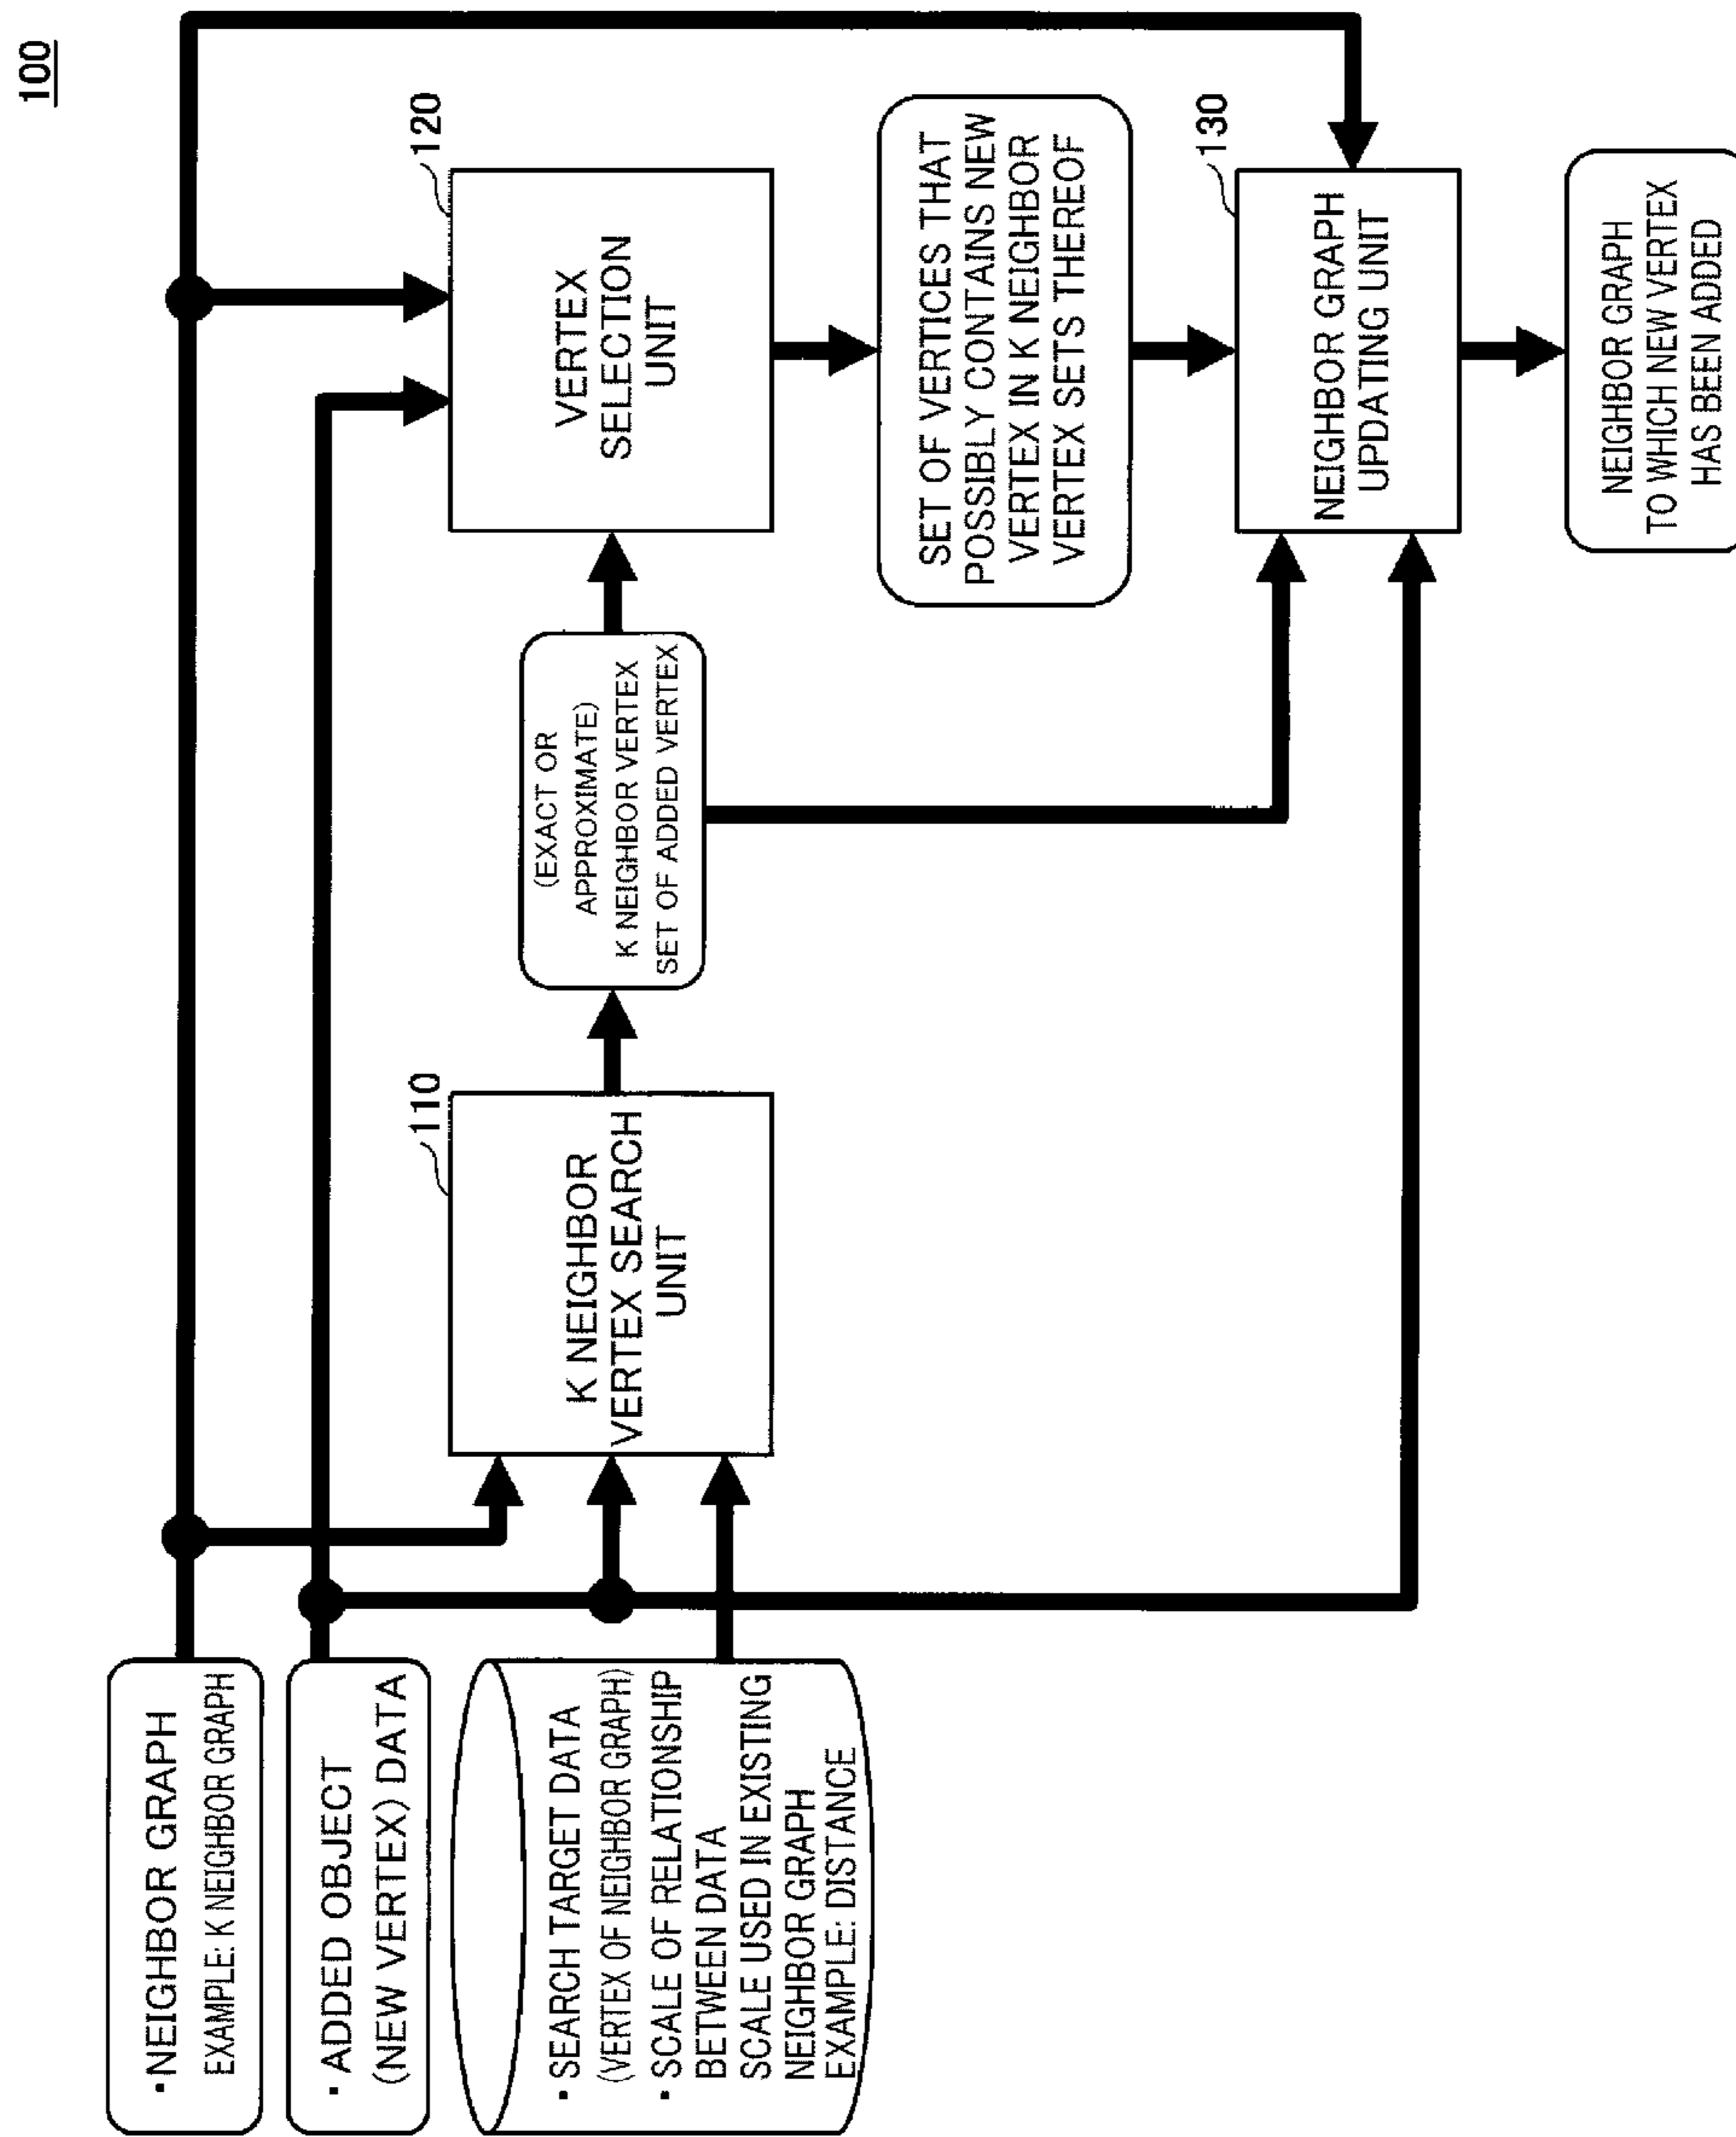 100
・NEIGHBOR GRAPH
EXAMPLE: K NEIGHBOR GRAPH
・ADDED OBJECT
(NEW VERTEX) DATA
・SEARCH TARGET DATA
(VERTEX OF NEIGHBOR GRAPH)
・SCALE OF RELATIONSHIP
BETWEEN DATA
SCALE USED IN EXISTING
NEIGHBOR GRAPH
EXAMPLE: DISTANCE
110
K NEIGHBOR
VERTEX SEARCH
UNIT
(EXACT OR
APPROXIMATE)
K NEIGHBOR VERTEX
SET OF ADDED VERTEX
120
VERTEX
SELECTION
UNIT
SET OF VERTICES THAT
POSSIBLY CONTAINS NEW
VERTEX IN K NEIGHBOR
VERTEX SETS THEREOF
130
NEIGHBOR GRAPH
UPDATING UNIT
NEIGHBOR GRAPH
TO WHICH NEW VERTEX
HAS BEEN ADDED